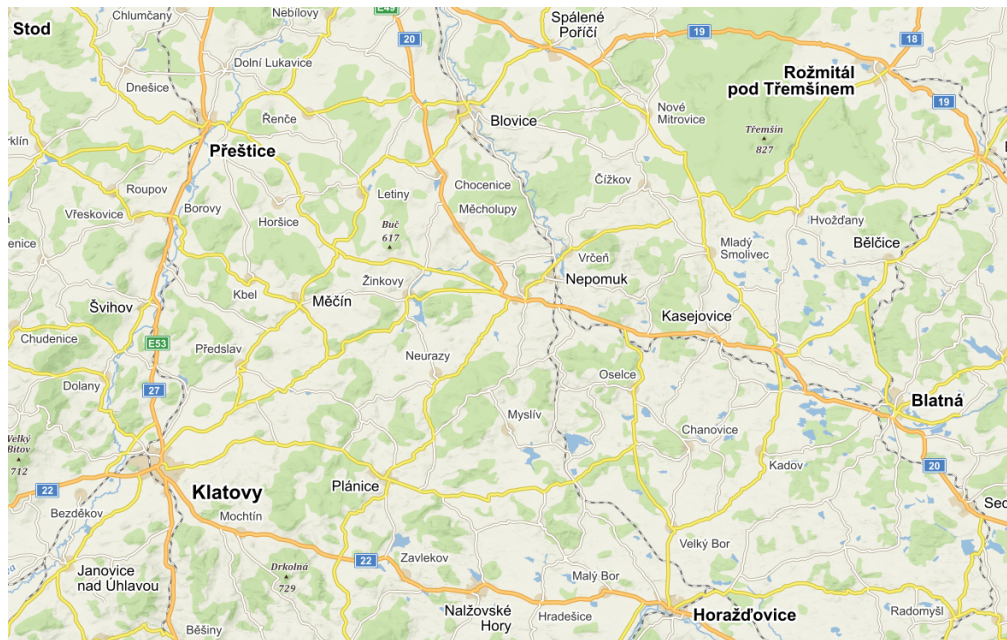 Chlumčany
Nebílovy
E49
Spálené
Poříčí
Stod
20
19
18
Dolní Lukavice
Rožmitál
pod Třemšínem
Dnešice
19
Řenče
Blovice
Nové
Mitrovice
Třemšín
827
Přeštice
Roupov
Letiny
Chocenice
Čížkov
Vřeskovice
Borovy
Horšice
Měcholupy
Hvožďany
Buč
617
Mladý
Smolivec
Bělčice
Vrčeň
Žinkovy
Nepomuk
Kbel
Měčín
Švihov
Kasejovice
Chudenice
E53
Předslav
Neurazy
Oselce
Dolany
27
Blatná
Myslív
Chanovice
Velký
Bítov
712
Kadov
20
22
Klatovy
Plánice
Bezděkov
Mochtín
Velký Bor
Janovice
nad Úhlavou
Drkolná
729
22
Zavlekov
Malý Bor
Nalžovské
Hory
Hradešice
Horažďovice
Radomyšl
Běšiny